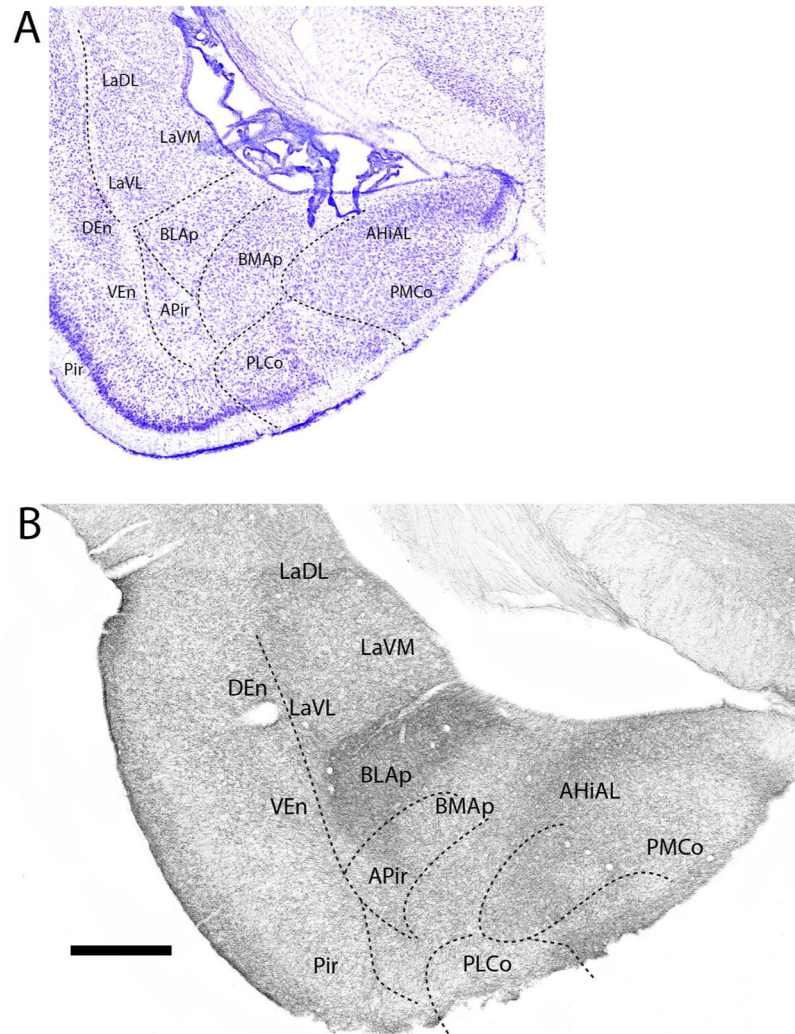 A
LaDL
LaVM
LaVL
DEn
BLAp
AHiAL
BMAp
VEn
APir
PMCo
PLCo
Pir
B
LaDL
LaVM
DEn
LaVL
BLAp
VEn
BMAp
AHiAL
PMCo
APir
Pir
PLCo